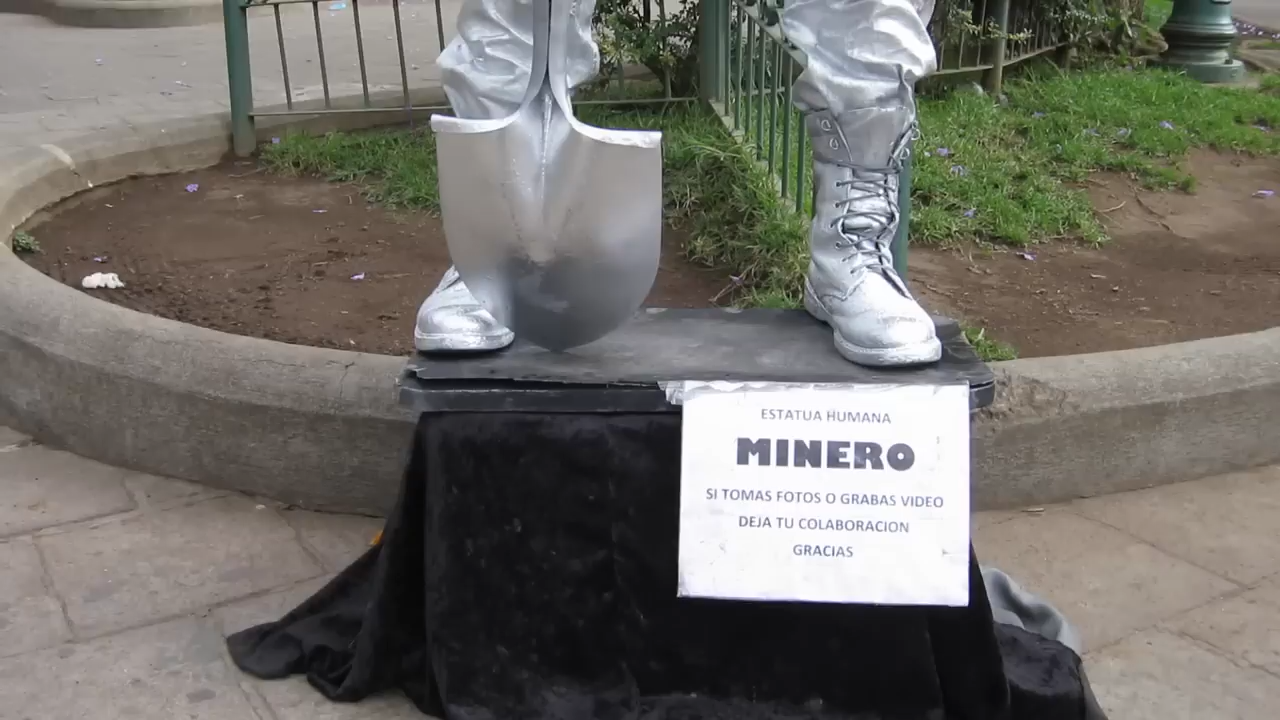 ESTATUA HUMANA
MINERO
SI TOMAS FOTOS O GRABAS VIDEO
DEJA TU COLABORACION
GRACIAS